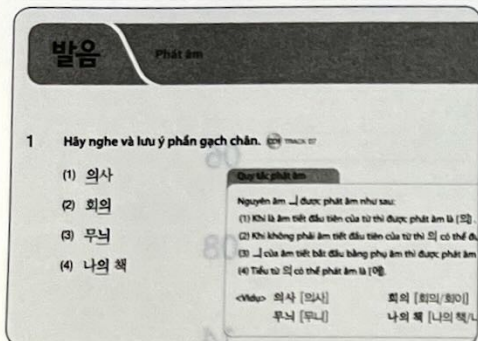 발음
Phát âm
1 Hãy nghe và lưu ý phần gạch chân. TRACK 07
(1) 의사
(2) 회의
(3) 무늬
(4) 나의 책
Quy tắc phát âm
Nguyên âm ㅢ được phát âm như sau:
(1) Khi là âm tiết đầu tiên của từ thì được phát âm là [의].
(2) Khi không phải âm tiết đầu tiên của từ thì 의 có thể
(3) ㅢ của âm tiết bắt đầu bằng phụ âm thì được phát âm
(4) Tiểu từ 의 có thể phát âm là [에].
<Ví dụ> 의사 [의사] 회의 [회의/회이]
무늬 [무니] 나의 책 [나의 책/